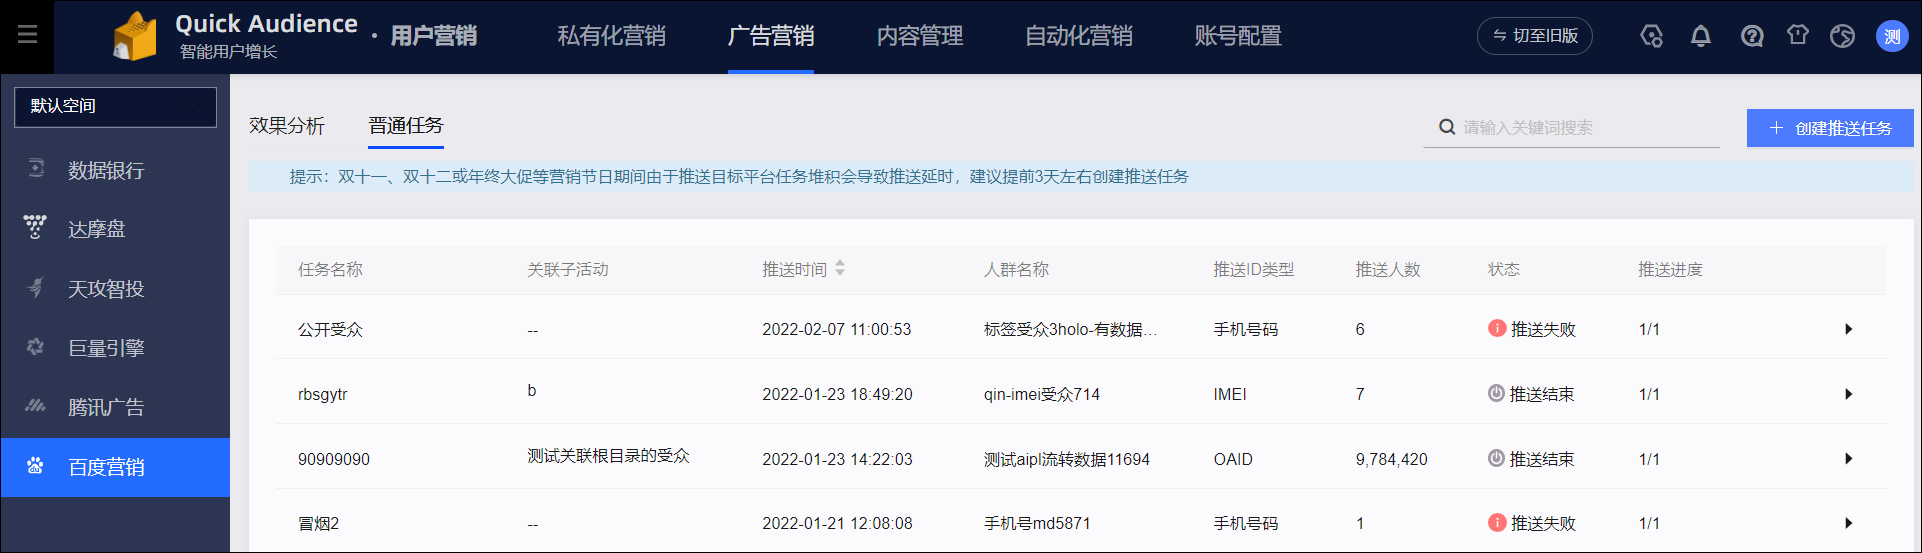 Quick Audience
智能用户增长
· 用户营销
私有化营销
广告营销
内容管理
自动化营销
账号配置
切至旧版
测
默认空间
数据银行
达摩盘
天攻智投
巨量引擎
腾讯广告
百度营销
效果分析
普通任务
请输入关键词搜索
+ 创建推送任务
提示：双十一、双十二或年终大促等营销节日期间由于推送目标平台任务堆积会导致推送延时，建议提前3天左右创建推送任务
任务名称 关联子活动 推送时间 人群名称 推送ID类型 推送人数 状态 推送进度
公开受众 -- 2022-02-07 11:00:53 标签受众3holo-有数据... 手机号码 6 推送失败 1/1
rbsgytr b 2022-01-23 18:49:20 qin-imei受众714 IMEI 7 推送结束 1/1
90909090 测试关联根目录的受众 2022-01-23 14:22:03 测试aipl流转数据11694 OAID 9,784,420 推送结束 1/1
冒烟2 -- 2022-01-21 12:08:08 手机号md5871 手机号码 1 推送失败 1/1